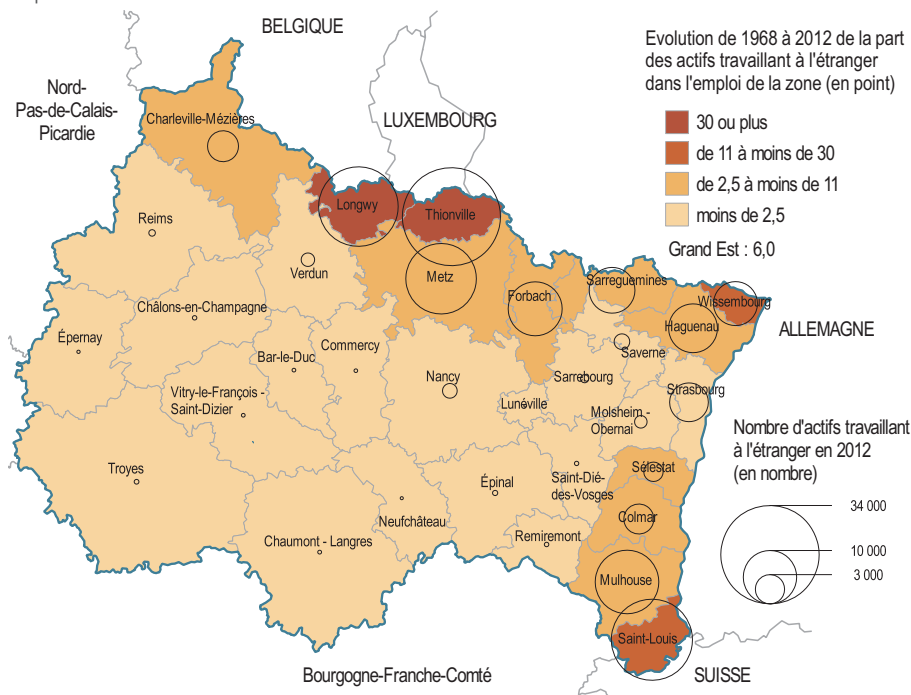 BELGIQUE
Nord-
Pas-de-Calais-
Picardie
LUXEMBOURG
ALLEMAGNE
SUISSE
Bourgogne-Franche-Comté
Charleville-Mézières
Longwy
Thionville
Reims
Verdun
Metz
Forbach
Sarreguemines
Wissembourg
Haguenau
Châlons-en-Champagne
Épernay
Bar-le-Duc
Commercy
Saverne
Nancy
Sarrebourg
Strasbourg
Vitry-le-François -
Saint-Dizier
Lunéville
Molsheim -
Obernai
Troyes
Épinal
Saint-Dié-
des-Vosges
Sélestat
Neufchâteau
Colmar
Chaumont - Langres
Remiremont
Mulhouse
Saint-Louis
Evolution de 1968 à 2012 de la part
des actifs travaillant à l'étranger
dans l'emploi de la zone (en point)
30 ou plus
de 11 à moins de 30
de 2,5 à moins de 11
moins de 2,5
Grand Est : 6,0
Nombre d'actifs travaillant
à l'étranger en 2012
(en nombre)
34 000
10 000
3 000